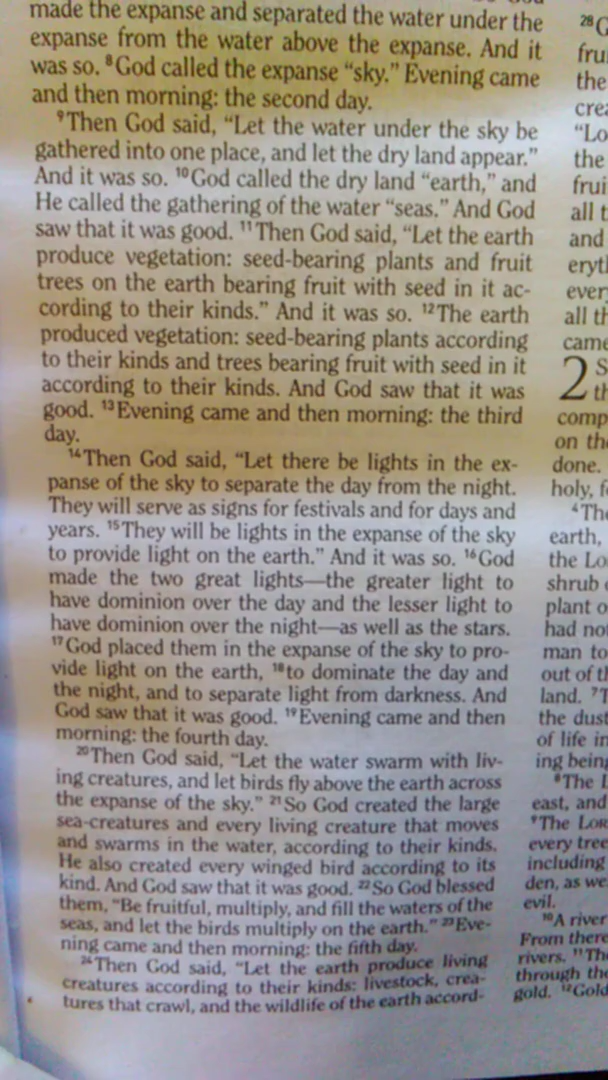 made the expanse and separated the water under the
expanse from the water above the expanse. And it
was so. ⁸God called the expanse “sky.” Evening came
and then morning: the second day.
⁹Then God said, “Let the water under the sky be
gathered into one place, and let the dry land appear.”
And it was so. ¹⁰God called the dry land “earth,” and
He called the gathering of the water “seas.” And God
saw that it was good. ¹¹Then God said, “Let the earth
produce vegetation: seed-bearing plants and fruit
trees on the earth bearing fruit with seed in it ac-
cording to their kinds.” And it was so. ¹²The earth
produced vegetation: seed-bearing plants according
to their kinds and trees bearing fruit with seed in it
according to their kinds. And God saw that it was
good. ¹³Evening came and then morning: the third
day.
¹⁴Then God said, “Let there be lights in the ex-
panse of the sky to separate the day from the night.
They will serve as signs for festivals and for days and
years. ¹⁵They will be lights in the expanse of the sky
to provide light on the earth.” And it was so. ¹⁶God
made the two great lights—the greater light to
have dominion over the day and the lesser light to
have dominion over the night—as well as the stars.
¹⁷God placed them in the expanse of the sky to pro-
vide light on the earth, ¹⁸to dominate the day and
the night, and to separate light from darkness. And
God saw that it was good. ¹⁹Evening came and then
morning: the fourth day.
²⁰Then God said, “Let the water swarm with liv-
ing creatures, and let birds fly above the earth across
the expanse of the sky.” ²¹So God created the large
sea-creatures and every living creature that moves
and swarms in the water, according to their kinds.
He also created every winged bird according to its
kind. And God saw that it was good. ²²So God blessed
them, “Be fruitful, multiply, and fill the waters of the
seas, and let the birds multiply on the earth.” ²³Eve-
ning came and then morning: the fifth day.
²⁴Then God said, “Let the earth produce living
creatures according to their kinds: livestock, crea-
tures that crawl, and the wildlife of the earth accord-
²⁸G
frui
the
crea
“Lo
the
frui
all t
and
eryth
ever
all th
came
2 S
th
comp
on the
done.
holy, f
⁴The
earth,
the Lo
shrub
plant o
had no
man to
out of th
land. ⁷T
the dust
of life in
ing being
⁸The L
east, and
⁹The LOR
every tree
including
den, as we
evil.
¹⁰A river
From there
rivers. ¹¹The
through the
gold. ¹²Gold